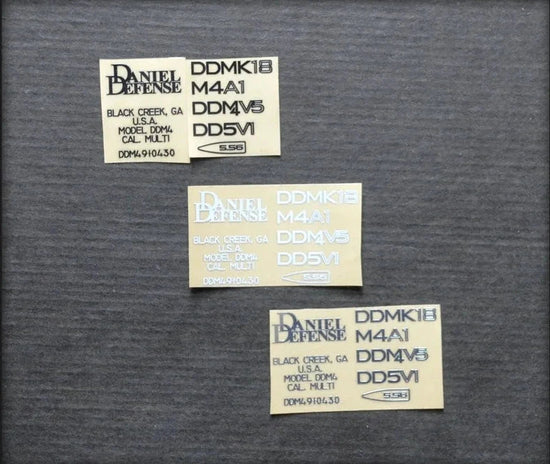 DANIEL
DEFENSE
BLACK CREEK, GA
U.S.A.
MODEL DDM4
CAL. MULTI
DDM4910430
DDMK18
M4A1
DDM4V5
DD5V1
5.56
DANIEL
DEFENSE
BLACK CREEK, GA
U.S.A.
MODEL DDM4
CAL. MULTI
DDM4910430
DDMK18
M4A1
DDM4V5
DD5V1
5.56
DANIEL
DEFENSE
BLACK CREEK, GA
U.S.A.
MODEL DDM4
CAL. MULTI
DDM4910430
DDMK18
M4A1
DDM4V5
DD5V1
5.56